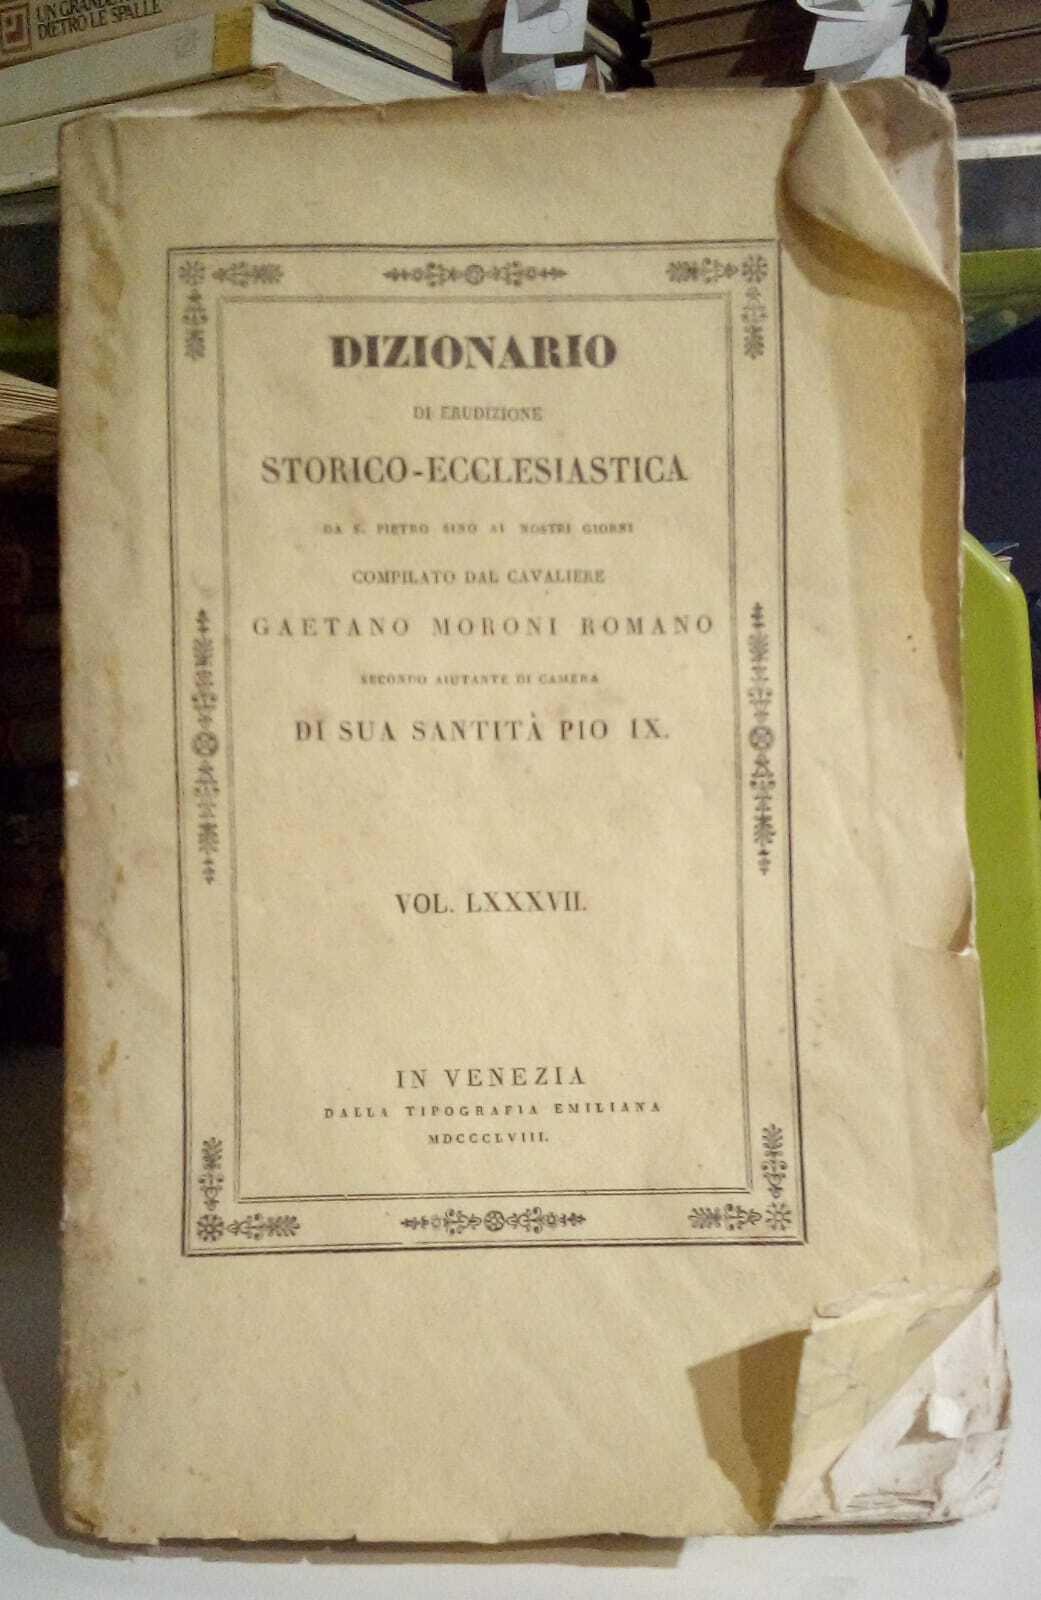 UN GRANDE
DIETRO LE SPALLE
DIZIONARIO
DI ERUDIZIONE
STORICO-ECCLESIASTICA
DA S. PIETRO SINO AI NOSTRI GIORNI
COMPILATO DAL CAVALIERE
GAETANO MORONI ROMANO
SECONDO AIUTANTE DI CAMERA
DI SUA SANTITÀ PIO IX.
VOL. LXXXVII.
IN VENEZIA
DALLA TIPOGRAFIA EMILIANA
MDCCCLVIII.